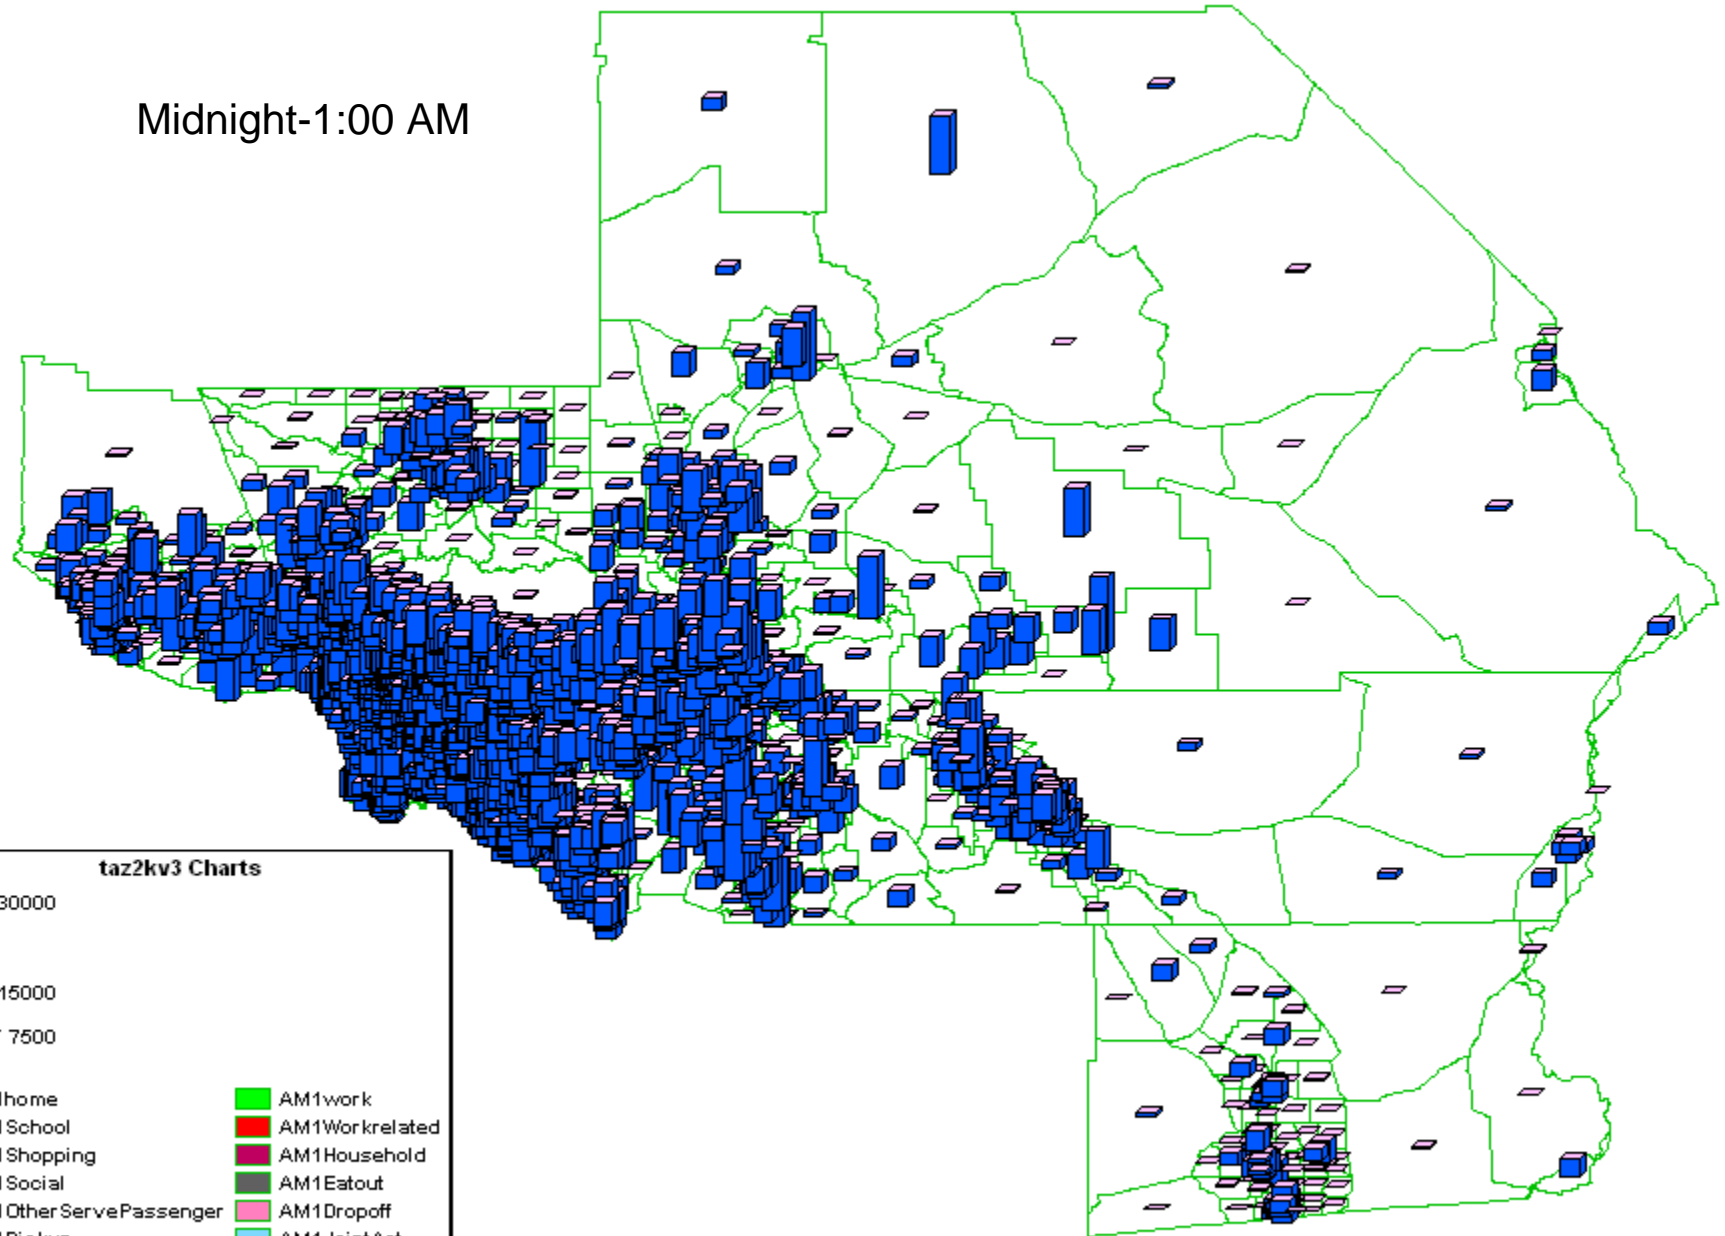 Midnight-1:00 AM
taz2kv3 Charts
30000
15000
7500
home AM1work
School AM1Workrelated
Shopping AM1Household
Social AM1Eatout
OtherServePassenger AM1Dropoff